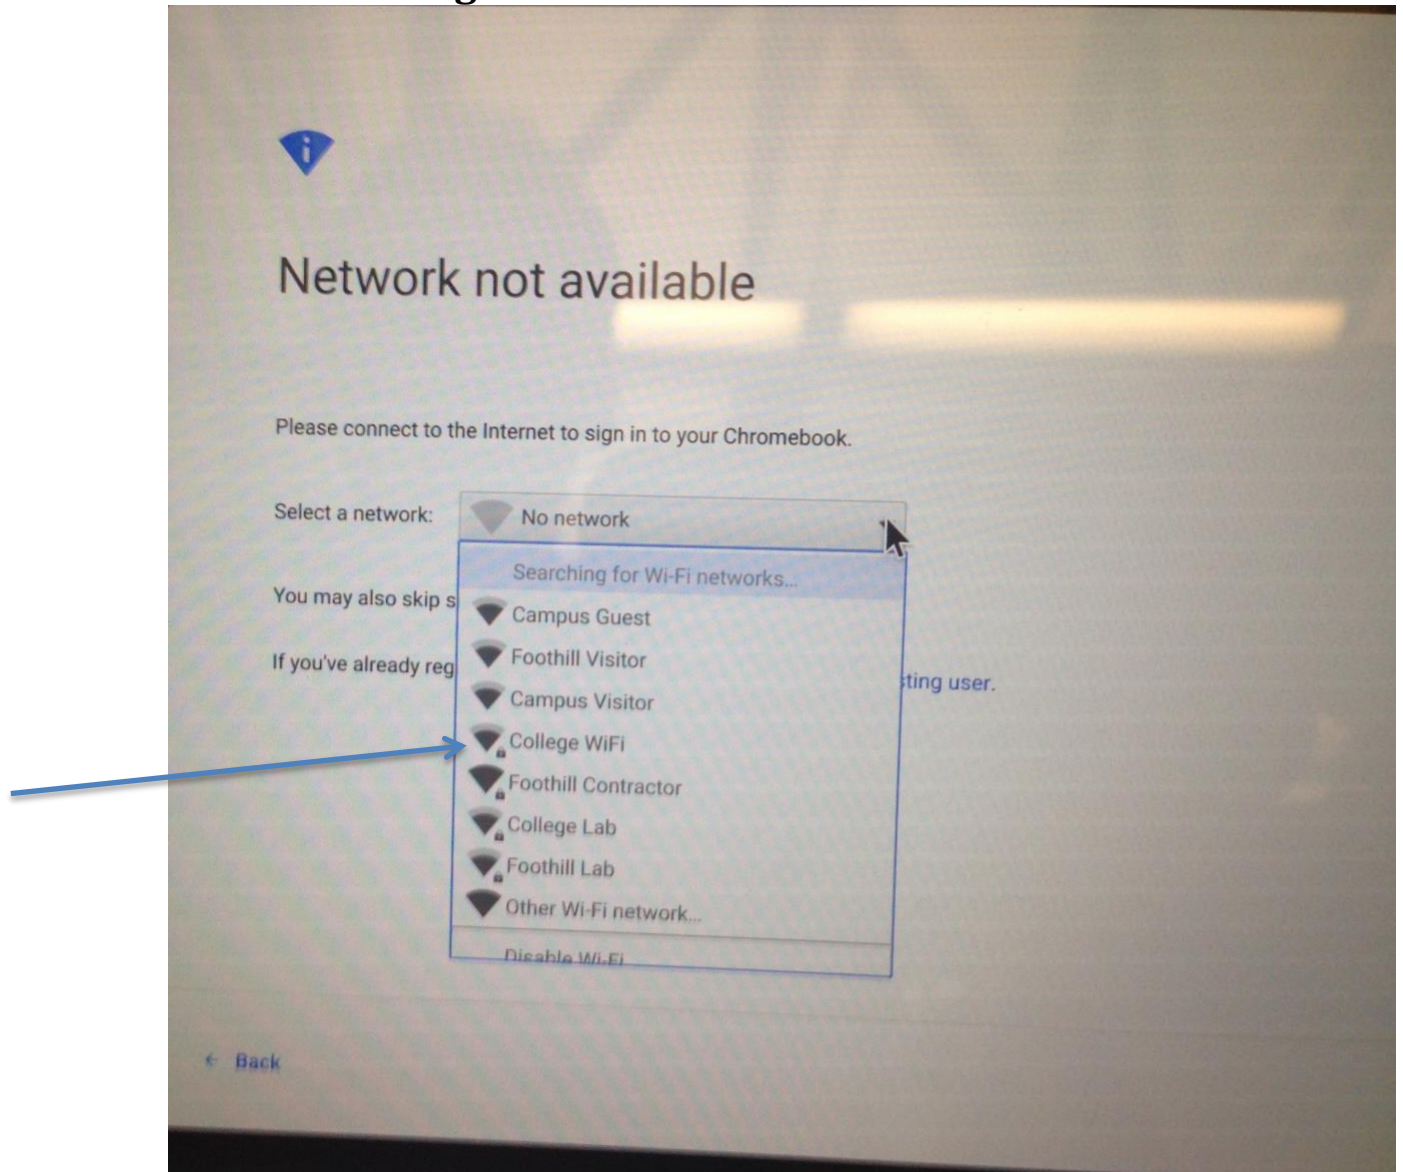 Network not available
Please connect to the Internet to sign in to your Chromebook.
Select a network: No network
Searching for Wi-Fi networks...
You may also skip s
Campus Guest
Foothill Visitor
If you've already reg
sting user.
Campus Visitor
College WiFi
Foothill Contractor
College Lab
Foothill Lab
Other Wi-Fi network...
Disable Wi-Fi
← Back